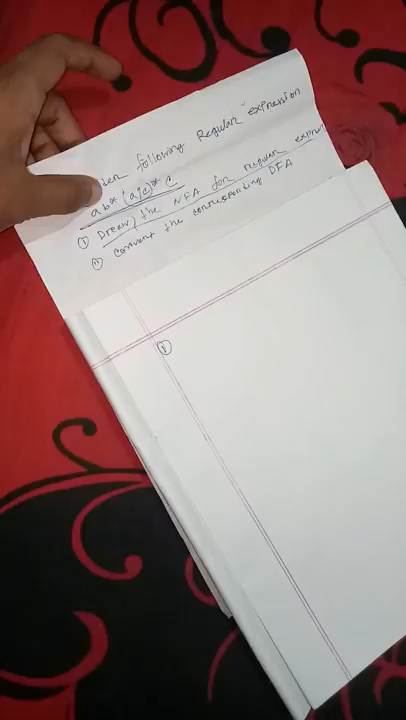 following Regular expression
ab* (a|c)* c
(I) Draw the NFA for regular
(II) convert the corresponding DFA